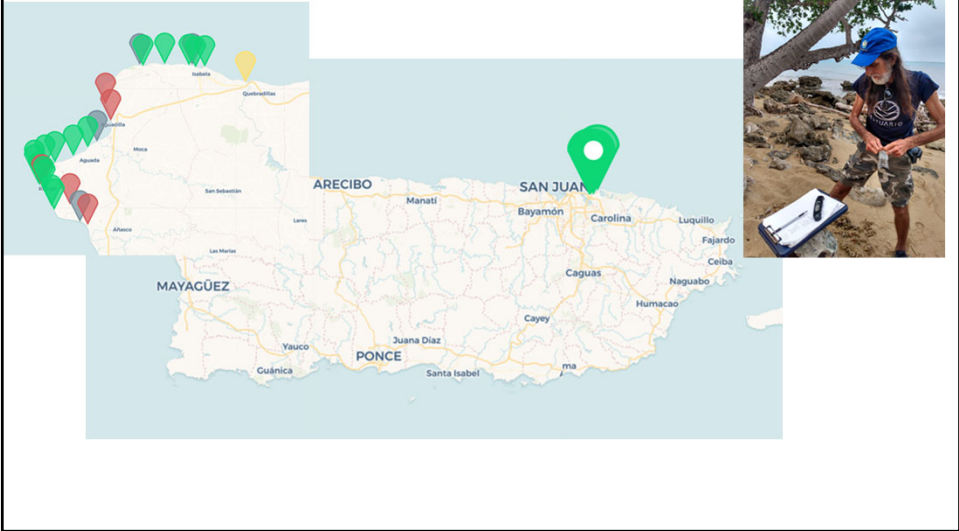 Isabela
Quebradillas
Aguada
Moca
San Sebastián
Lares
Añasco
Las Marías
ARECIBO
Manatí
SAN JUAN
Bayamón
Carolina
Luquillo
Fajardo
Ceiba
Naguabo
Humacao
Caguas
Cayey
MAYAGÜEZ
Yauco
Guánica
PONCE
Juana Díaz
Santa Isabel
ma